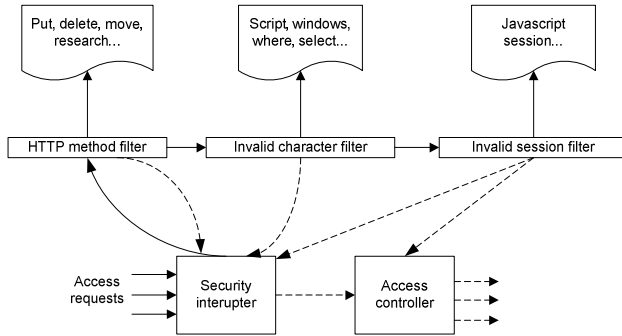 Put, delete, move,
research...
Script, windows,
where, select...
Javascript
session...
HTTP method filter
Invalid character filter
Invalid session filter
Access
requests
Security
interupter
Access
controller